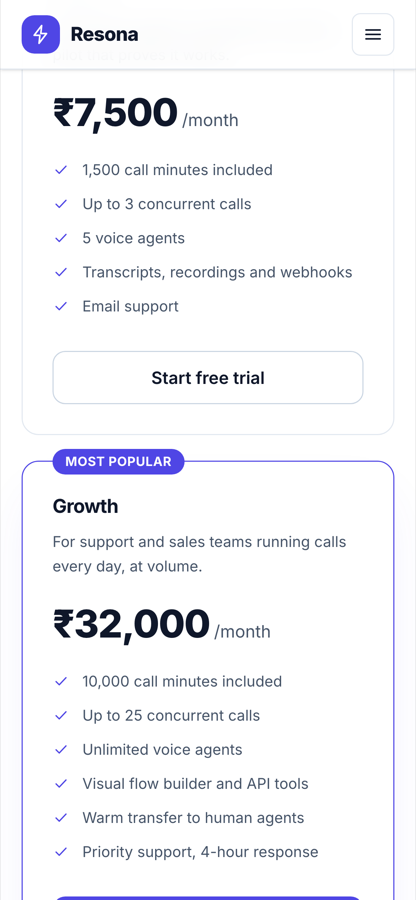 Resona
₹7,500 /month
1,500 call minutes included
Up to 3 concurrent calls
5 voice agents
Transcripts, recordings and webhooks
Email support
Start free trial
MOST POPULAR
Growth
For support and sales teams running calls
every day, at volume.
₹32,000 /month
10,000 call minutes included
Up to 25 concurrent calls
Unlimited voice agents
Visual flow builder and API tools
Warm transfer to human agents
Priority support, 4-hour response